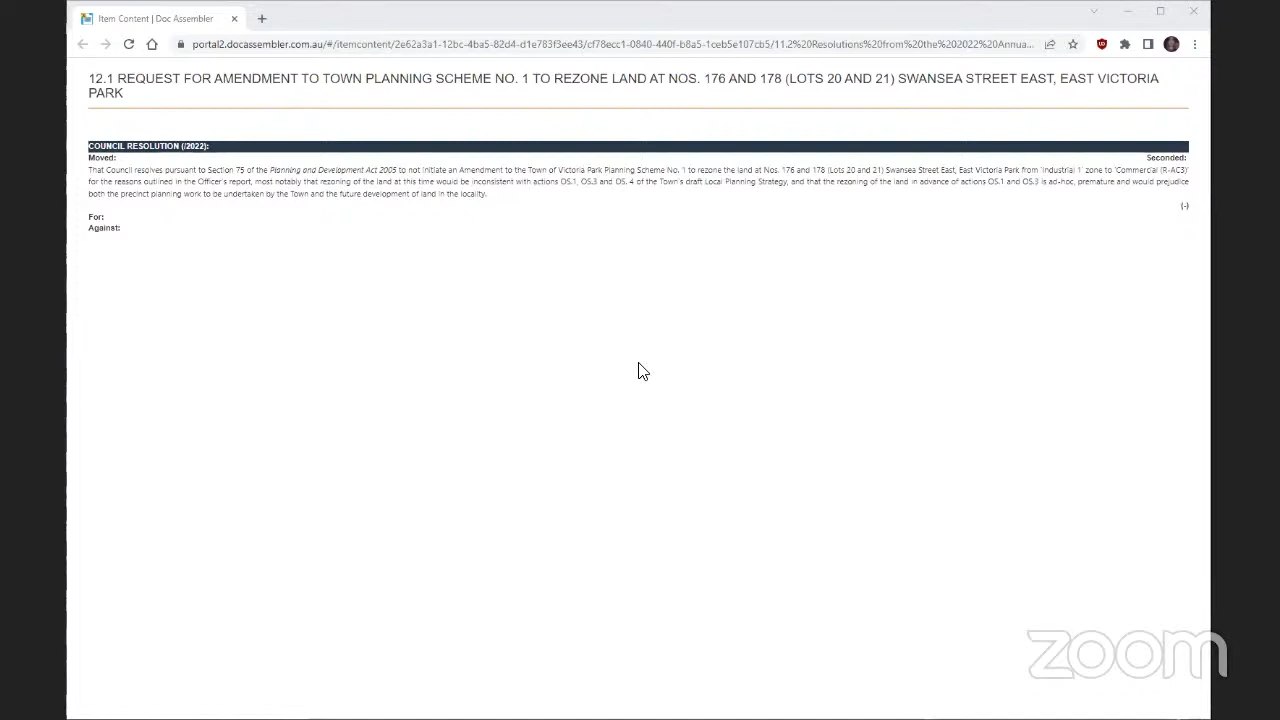 Item Content | Doc Assembler
portal2.docassembler.com.au/#/itemcontent/2e62a3a1-12bc-4ba5-82d4-d1e783f3ee43/cf78ecc1-0840-440f-b8a5-1ceb5e107cb5/11.2%20Resolutions%20from%20the%202022%20Annua...
12.1 REQUEST FOR AMENDMENT TO TOWN PLANNING SCHEME NO. 1 TO REZONE LAND AT NOS. 176 AND 178 (LOTS 20 AND 21) SWANSEA STREET EAST, EAST VICTORIA
PARK
COUNCIL RESOLUTION (/2022):
Moved: Seconded:
That Council resolves pursuant to Section 75 of the Planning and Development Act 2005 to not initiate an Amendment to the Town of Victoria Park Planning Scheme No. 1 to rezone the land at Nos. 176 and 178 (Lots 20 and 21) Swansea Street East, East Victoria Park from 'Industrial 1' zone to 'Commercial (R-AC3)'
for the reasons outlined in the Officer's report, most notably that rezoning of the land at this time would be inconsistent with actions OS.1, OS.3 and OS. 4 of the Town's draft Local Planning Strategy, and that the rezoning of the land in advance of actions OS.1 and OS.3 is ad-hoc, premature and would prejudice
both the precinct planning work to be undertaken by the Town and the future development of land in the locality.
(-)
For:
Against:
zoom